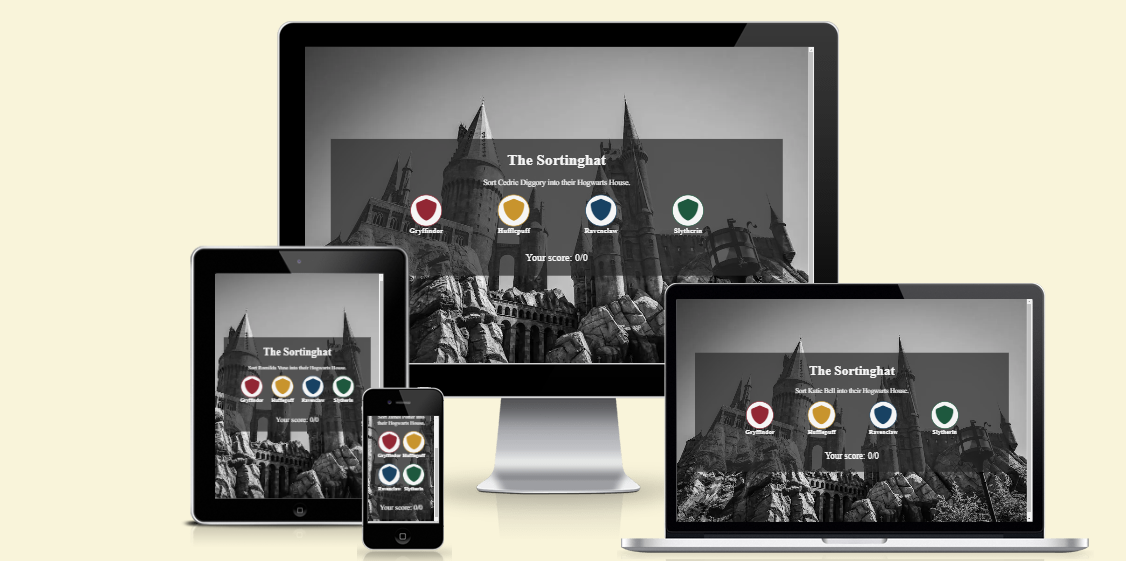 The Sortinghat
Sort Cedric Diggory into their Hogwarts House.
Gryffindor Hufflepuff Ravenclaw Slytherin
Your score: 0/0
The Sortinghat
Sort Romilda Vane into their Hogwarts House.
Gryffindor Hufflepuff Ravenclaw Slytherin
Your score: 0/0
their Hogwarts House.
Gryffindor Hufflepuff
Ravenclaw Slytherin
Your score: 0/0
The Sortinghat
Sort Katie Bell into their Hogwarts House.
Gryffindor Hufflepuff Ravenclaw Slytherin
Your score: 0/0